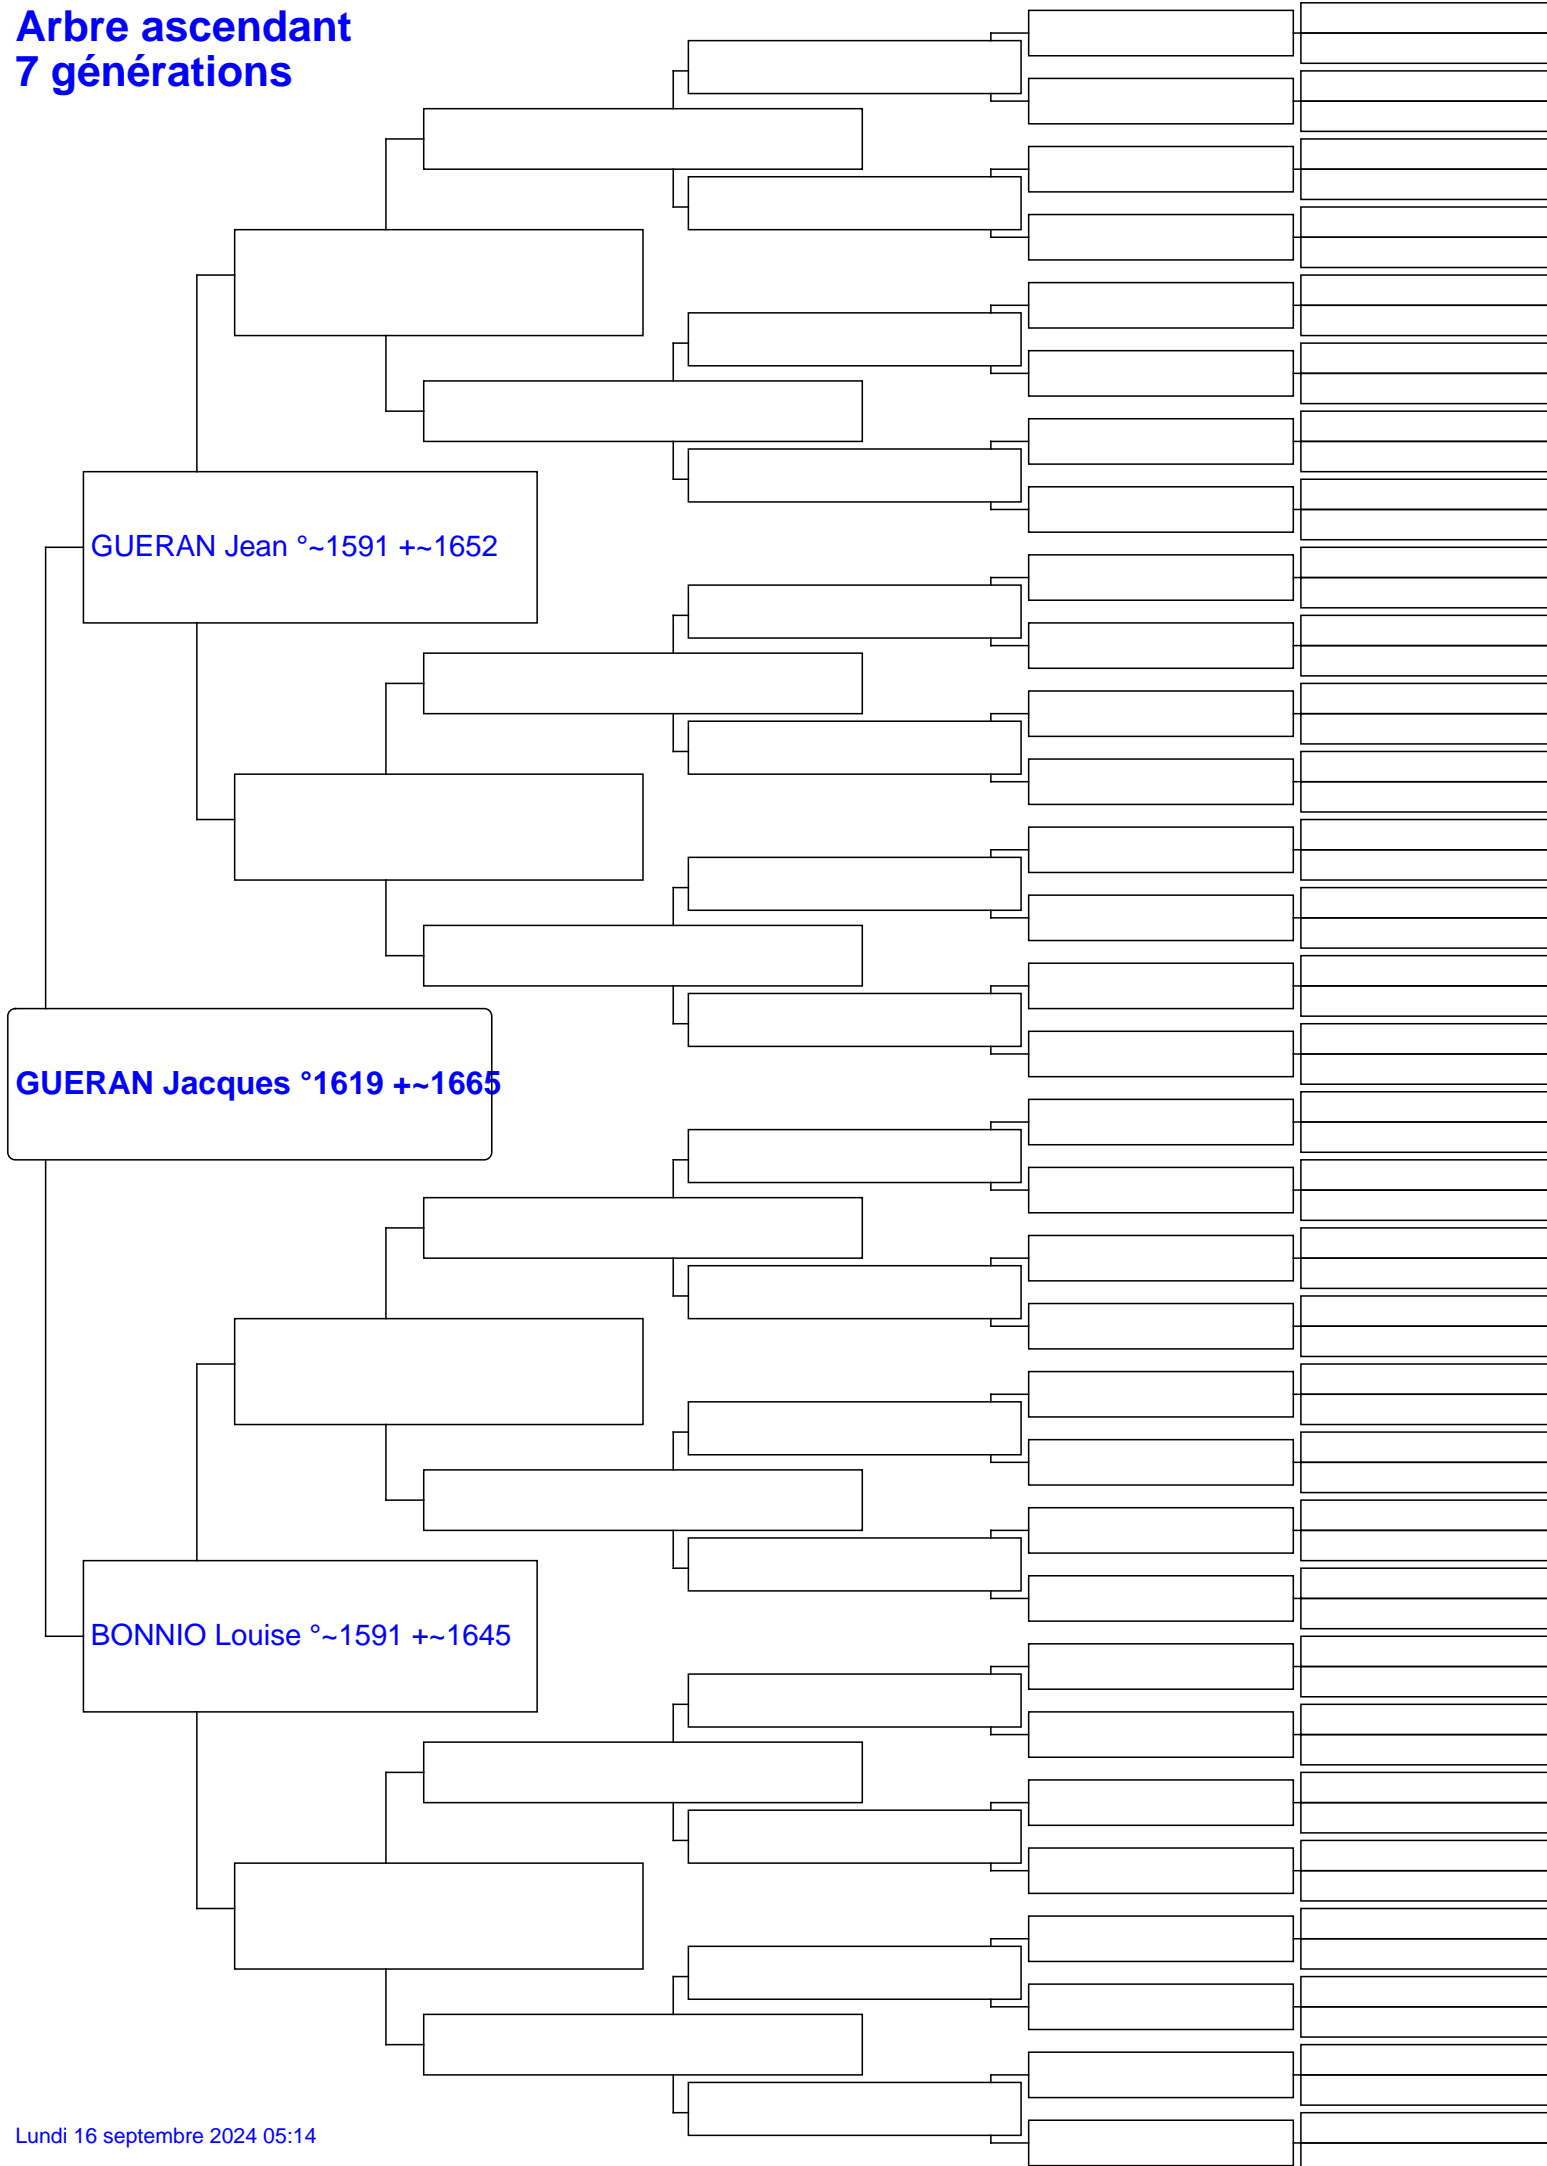 Arbre ascendant
7 générations
GUERAN Jean °~1591 +~1652
GUERAN Jacques °1619 +~1665
BONNIO Louise °~1591 +~1645
Lundi 16 septembre 2024 05:14